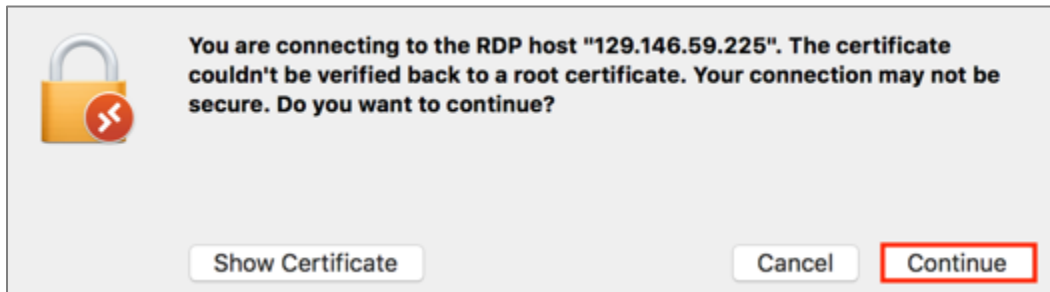 You are connecting to the RDP host "129.146.59.225". The certificate
couldn't be verified back to a root certificate. Your connection may not be
secure. Do you want to continue?
Show Certificate
Cancel
Continue